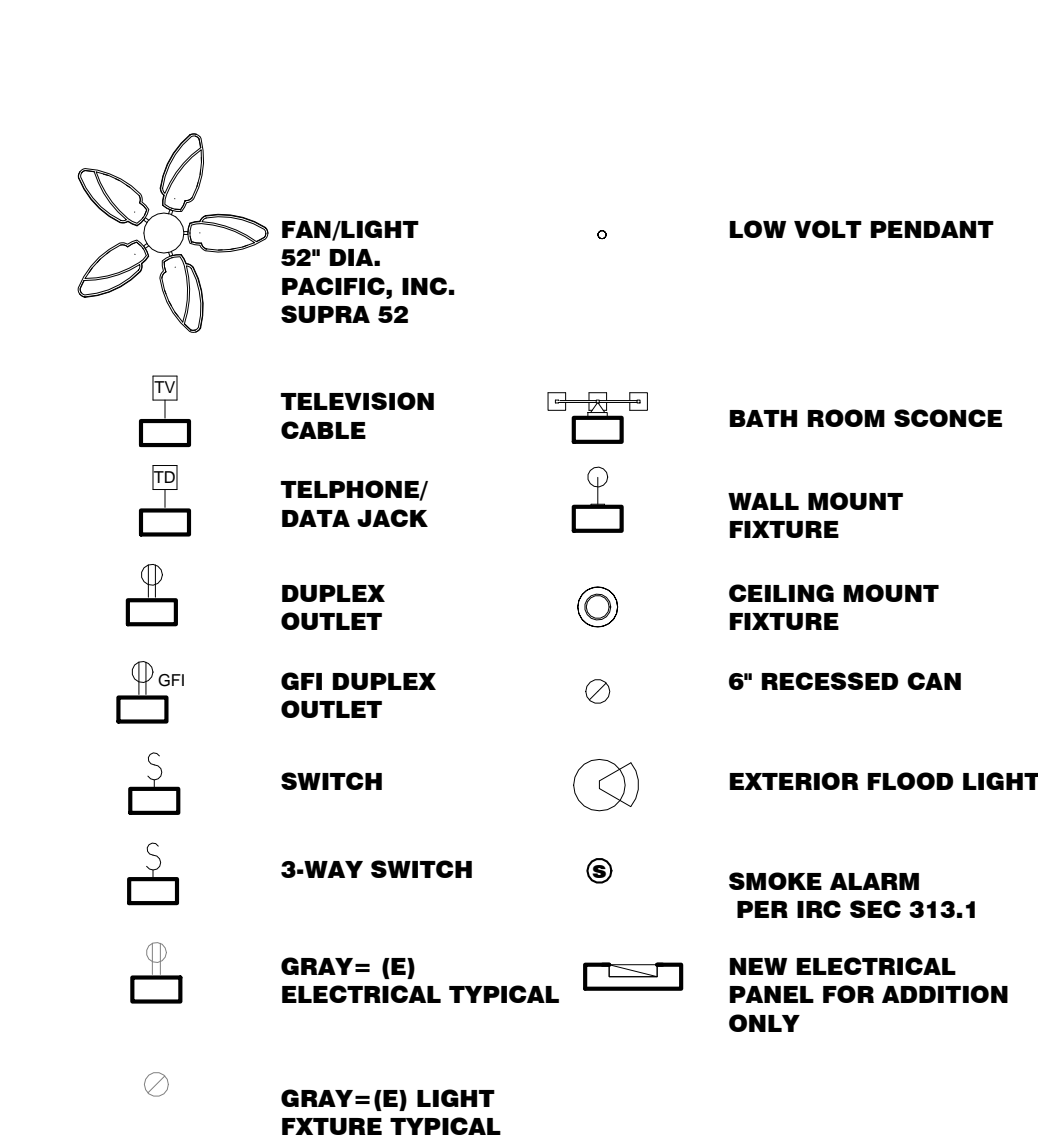 FAN/LIGHT
52" DIA.
PACIFIC, INC.
SUPRA 52
LOW VOLT PENDANT
TV
TELEVISION
CABLE
BATH ROOM SCONCE
TD
TELPHONE/
DATA JACK
WALL MOUNT
FIXTURE
DUPLEX
OUTLET
CEILING MOUNT
FIXTURE
GFI
GFI DUPLEX
OUTLET
6" RECESSED CAN
S
SWITCH
EXTERIOR FLOOD LIGHT
S
3-WAY SWITCH
S
SMOKE ALARM
PER IRC SEC 313.1
GRAY= (E)
ELECTRICAL TYPICAL
NEW ELECTRICAL
PANEL FOR ADDITION
ONLY
GRAY=(E) LIGHT
FXTURE TYPICAL